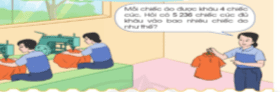 Mỗi chiếc áo được khâu 4 chiếc
cúc. Hỏi có 5 236 chiếc cúc đủ
khâu vào bao nhiêu chiếc áo
như thế?